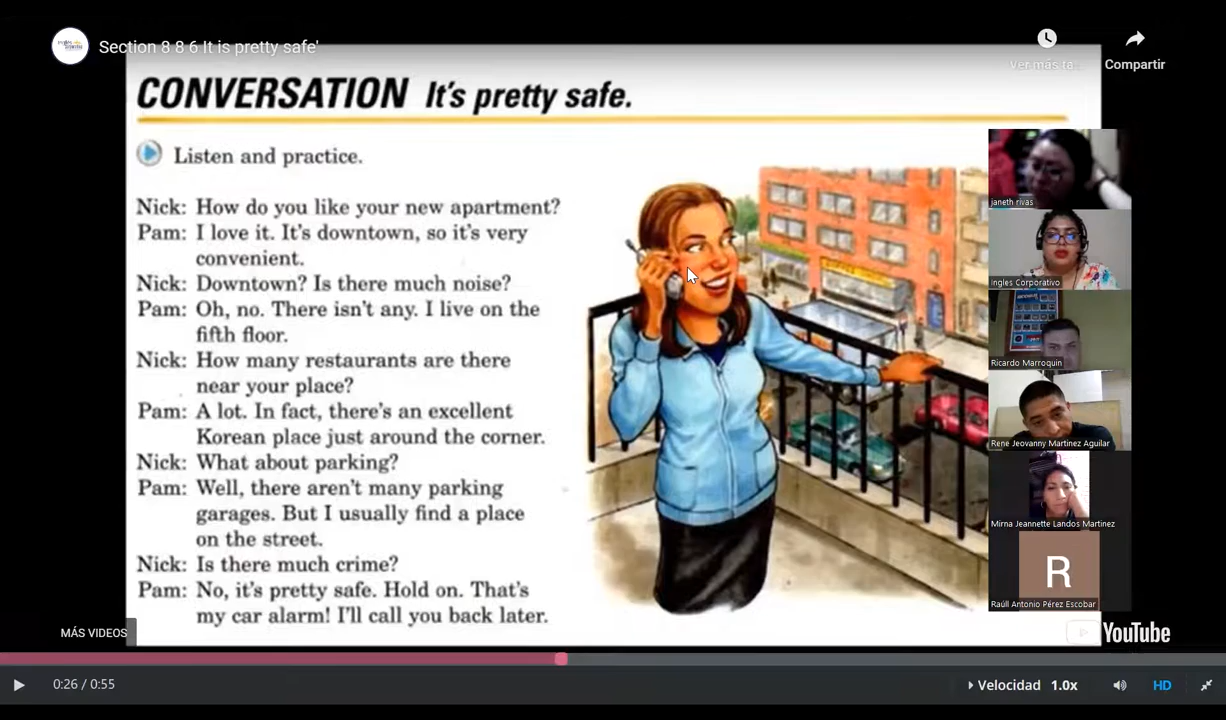 Section 8 8 6 It is pretty safe'
Ver más ta...
Compartir
CONVERSATION It's pretty safe.
Listen and practice.
Nick: How do you like your new apartment?
Pam: I love it. It's downtown, so it's very
convenient.
Nick: Downtown? Is there much noise?
Pam: Oh, no. There isn't any. I live on the
fifth floor.
Nick: How many restaurants are there
near your place?
Pam: A lot. In fact, there's an excellent
Korean place just around the corner.
Nick: What about parking?
Pam: Well, there aren't many parking
garages. But I usually find a place
on the street.
Nick: Is there much crime?
Pam: No, it's pretty safe. Hold on. That's
my car alarm! I'll call you back later.
janeth rivas
Ingles Corporativo
Ricardo Marroquin
Rene Jeovanny Martinez Aguilar
Mirna Jeannette Landos Martinez
R
Raúll Antonio Pérez Escobar
MÁS VIDEOS
YouTube
0:26 / 0:55
Velocidad 1.0x
HD